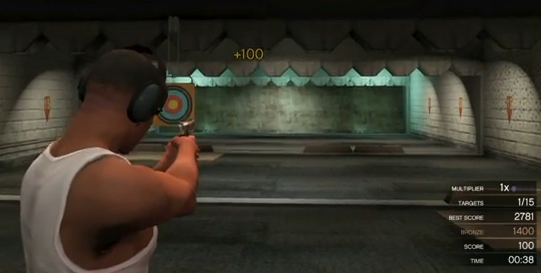 +100
MULTIPLIER 1x
TARGETS 1/15
BEST SCORE 2781
BRONZE 1400
SCORE 100
TIME 00:38